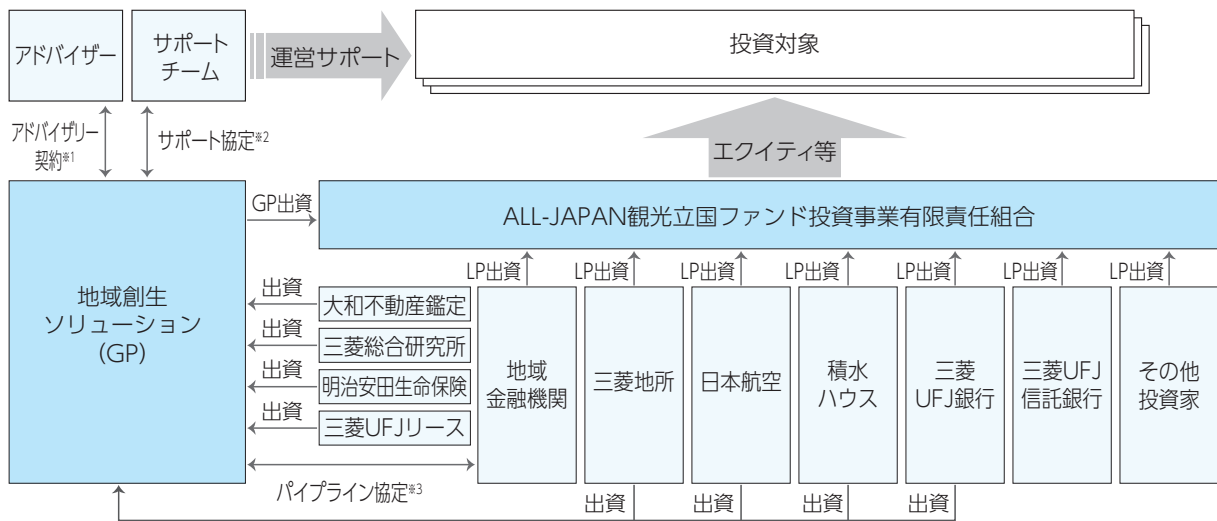 アドバイザー
サポート
チーム
運営サポート
投資対象
アドバイザリー
契約※1
サポート協定※2
エクイティ等
GP出資
ALL-JAPAN観光立国ファンド投資事業有限責任組合
地域創生
ソリューション
(GP)
LP出資
LP出資
LP出資
LP出資
LP出資
LP出資
LP出資
出資
大和不動産鑑定
出資
三菱総合研究所
出資
明治安田生命保険
出資
三菱UFJリース
地域
金融機関
三菱地所
日本航空
積水
ハウス
三菱
UFJ銀行
三菱UFJ
信託銀行
その他
投資家
パイプライン協定※3
出資
出資
出資
出資